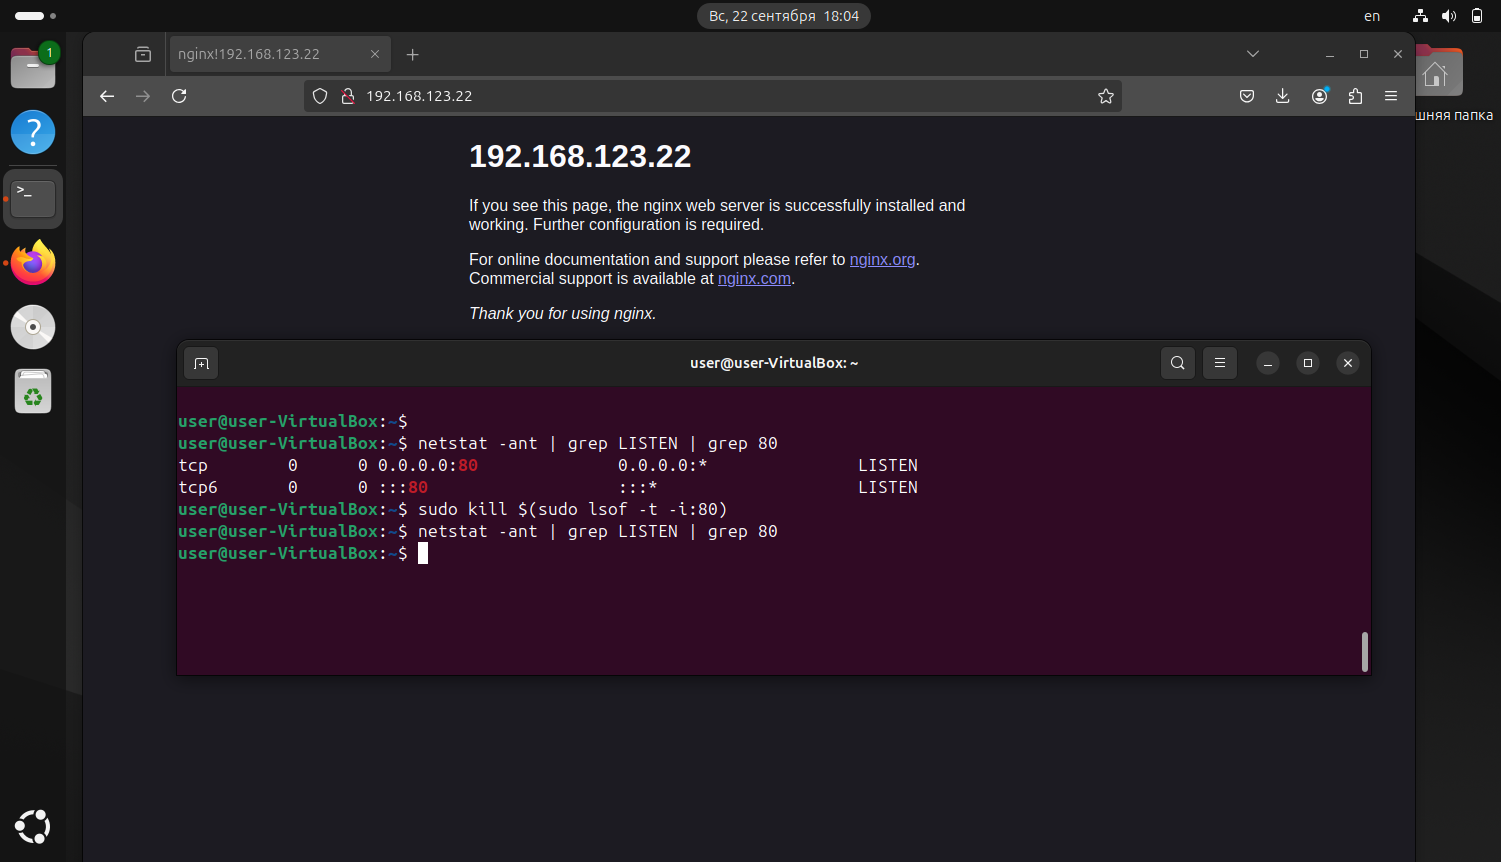 Вс, 22 сентября 18:04
en
1
nginx!192.168.123.22
192.168.123.22
шняя папка
192.168.123.22
If you see this page, the nginx web server is successfully installed and
working. Further configuration is required.
For online documentation and support please refer to nginx.org.
Commercial support is available at nginx.com.
Thank you for using nginx.
user@user-VirtualBox: ~
user@user-VirtualBox:~$
user@user-VirtualBox:~$ netstat -ant | grep LISTEN | grep 80
tcp        0      0 0.0.0.0:80              0.0.0.0:*               LISTEN
tcp6       0      0 :::80                   :::*                    LISTEN
user@user-VirtualBox:~$ sudo kill $(sudo lsof -t -i:80)
user@user-VirtualBox:~$ netstat -ant | grep LISTEN | grep 80
user@user-VirtualBox:~$